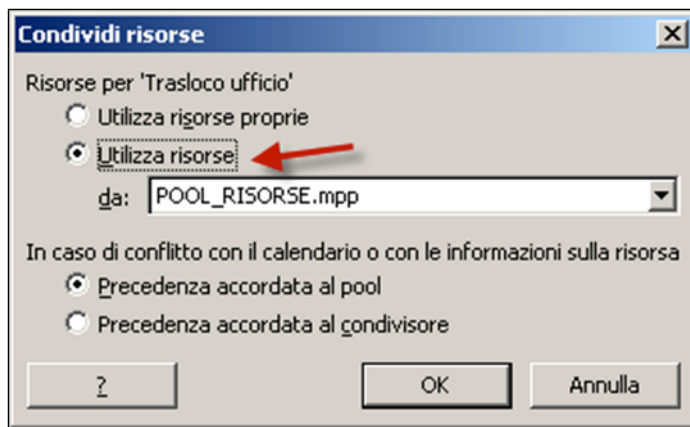 Condividi risorse
Risorse per 'Trasloco ufficio'
Utilizza risorse proprie
Utilizza risorse
da: POOL_RISORSE.mpp
In caso di conflitto con il calendario o con le informazioni sulla risorsa
Precedenza accordata al pool
Precedenza accordata al condivisore
? OK Annulla